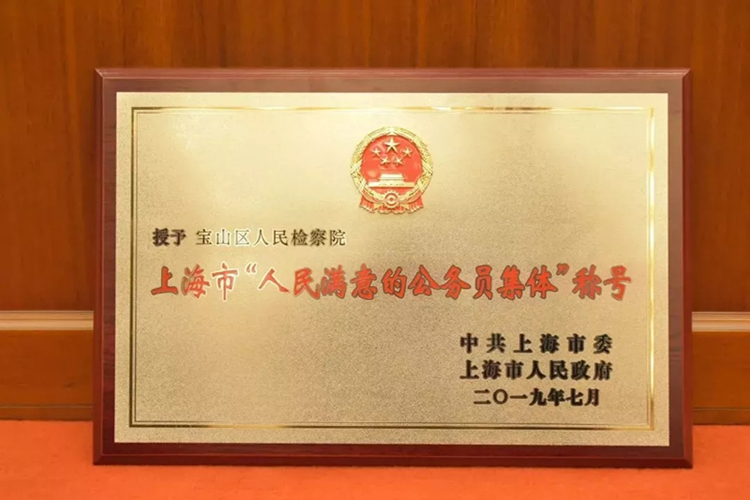 授予 宝山区人民检察院
上海市“人民满意的公务员集体”称号
中共上海市委
上海市人民政府
二〇一九年七月